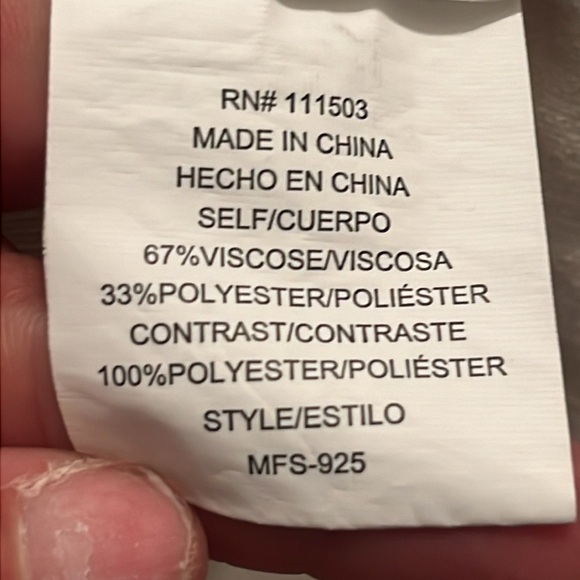 RN# 111503
MADE IN CHINA
HECHO EN CHINA
SELF/CUERPO
67%VISCOSE/VISCOSA
33%POLYESTER/POLIÉSTER
CONTRAST/CONTRASTE
100%POLYESTER/POLIÉSTER
STYLE/ESTILO
MFS-925